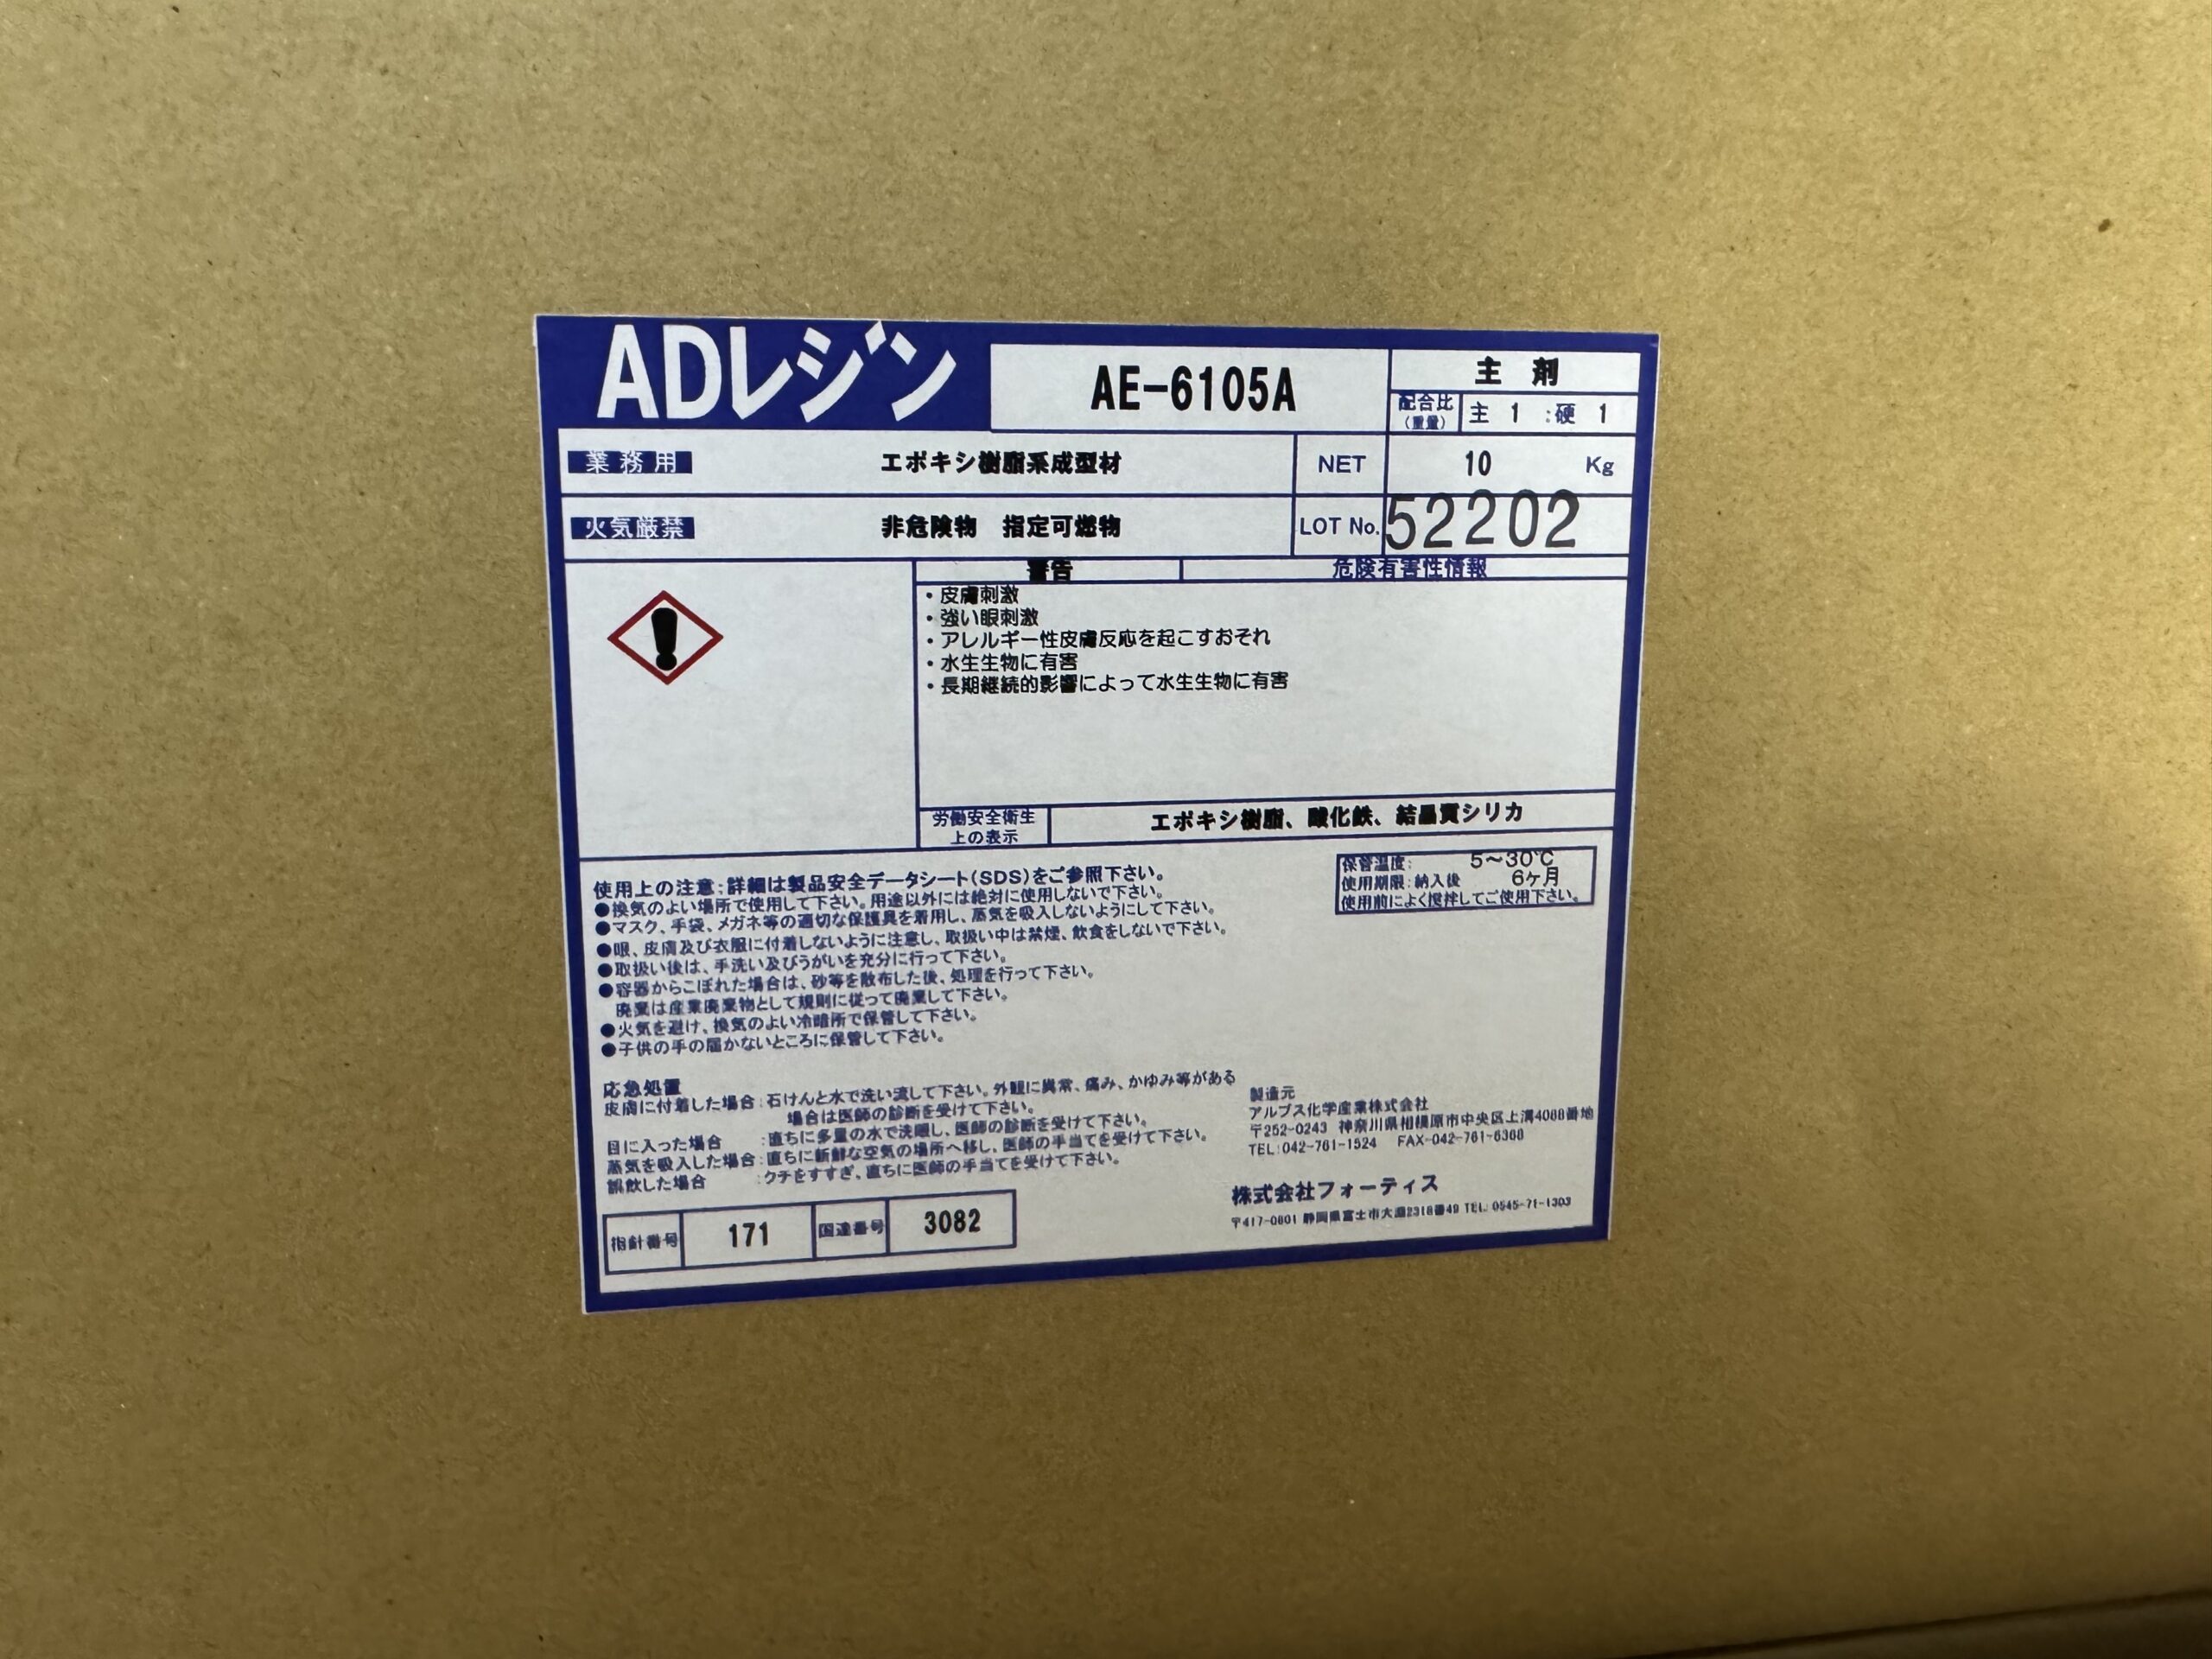 ADレジン
AE-6105A
主 剤
配合比
(重量)
主 1 :硬 1
業務用
エポキシ樹脂系成型材
NET
10 Kg
火気厳禁
非危険物 指定可燃物
LOT No.
52202
警告
危険有害性情報
・皮膚刺激
・強い眼刺激
・アレルギー性皮膚反応を起こすおそれ
・水生生物に有害
・長期継続的影響によって水生生物に有害
労働安全衛生
上の表示
エポキシ樹脂、酸化鉄、結晶質シリカ
保管温度: 5～30℃
使用期限:納入後 6ヶ月
使用前によく撹拌してご使用下さい。
使用上の注意:詳細は製品安全データシート(SDS)をご参照下さい。
●換気のよい場所で使用して下さい。用途以外には絶対に使用しないで下さい。
●マスク、手袋、メガネ等の適切な保護具を着用し、蒸気を吸入しないようにして下さい。
●眼、皮膚及び衣服に付着しないように注意し、取扱い中は禁煙、飲食をしないで下さい。
●取扱い後は、手洗い及びうがいを充分に行って下さい。
●容器からこぼれた場合は、砂等を散布した後、処理を行って下さい。
廃棄は産業廃棄物として規則に従って廃棄して下さい。
●火気を避け、換気のよい冷暗所で保管して下さい。
●子供の手の届かないところに保管して下さい。
応急処置
皮膚に付着した場合:石けんと水で洗い流して下さい。外観に異常、痛み、かゆみ等がある
場合は医師の診断を受けて下さい。
目に入った場合 :直ちに多量の水で洗眼し、医師の診断を受けて下さい。
蒸気を吸入した場合:直ちに新鮮な空気の場所へ移し、医師の手当てを受けて下さい。
誤飲した場合 :クチをすすぎ、直ちに医師の手当てを受けて下さい。
製造元
アルプス化学産業株式会社
〒252-0243 神奈川県相模原市中央区上溝4088番地
TEL:042-761-1524 FAX-042-761-6368
株式会社フォーティス
〒417-0801 静岡県富士市大淵2318番49 TEL: 0545-71-1303
指針番号
171
国連番号
3082